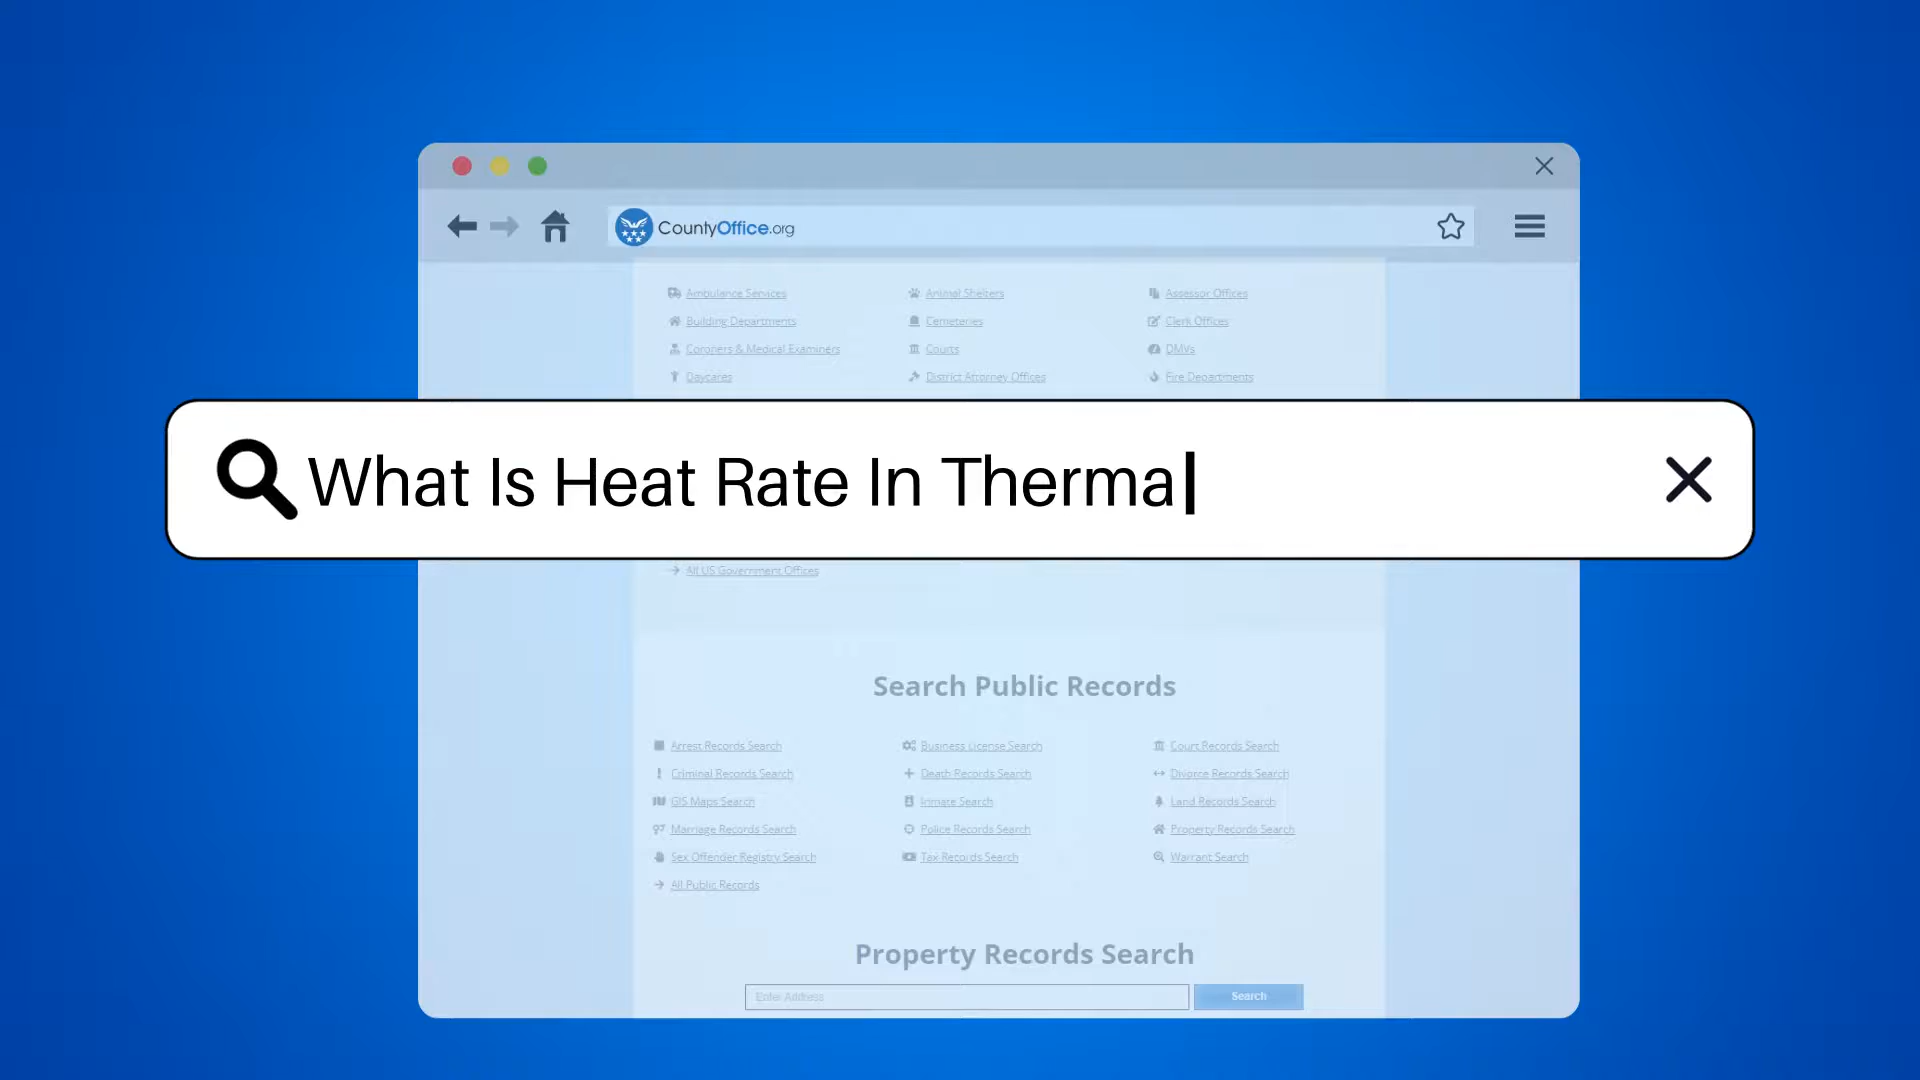 CountyOffice.org
Ambulance Services Animal Shelters Assessor Offices
Building Departments Cemeteries Clerk Offices
Coroners & Medical Examiners Courts DMVs
Daycares District Attorney Offices Fire Departments
What Is Heat Rate In Therma
All US Government Offices
Search Public Records
Arrest Records Search Business License Search Court Records Search
Criminal Records Search Death Records Search Divorce Records Search
GIS Maps Search Inmate Search Land Records Search
Marriage Records Search Police Records Search Property Records Search
Sex Offender Registry Search Tax Records Search Warrant Search
All Public Records
Property Records Search
Enter Address Search